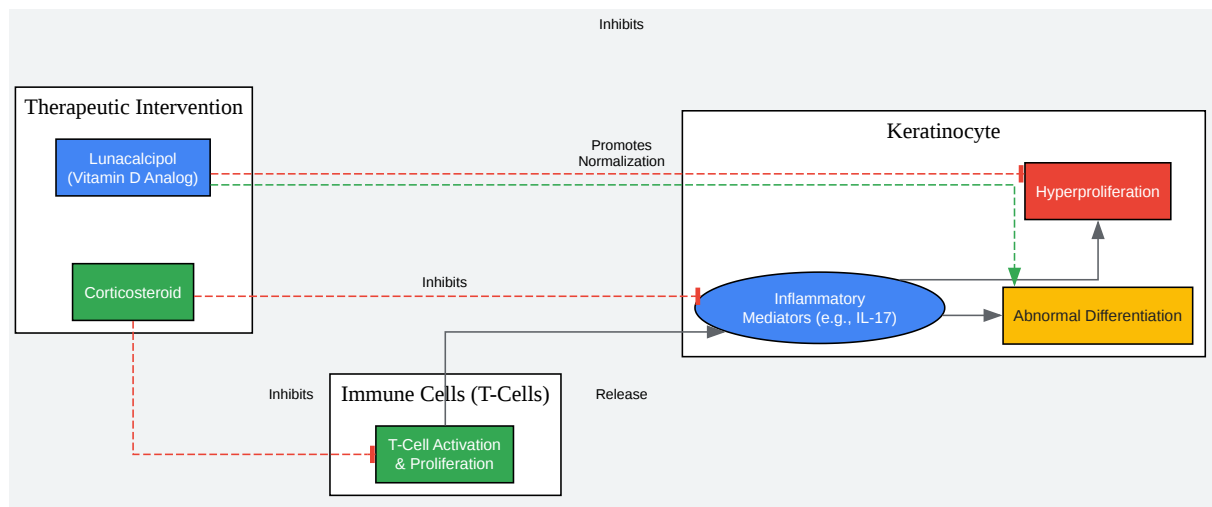 Inhibits
Therapeutic Intervention
Lunacalcipol
(Vitamin D Analog)
Corticosteroid
Promotes
Normalization
Inhibits
Keratinocyte
Hyperproliferation
Inflammatory
Mediators (e.g., IL-17)
Abnormal Differentiation
Inhibits
Immune Cells (T-Cells)
T-Cell Activation
& Proliferation
Release